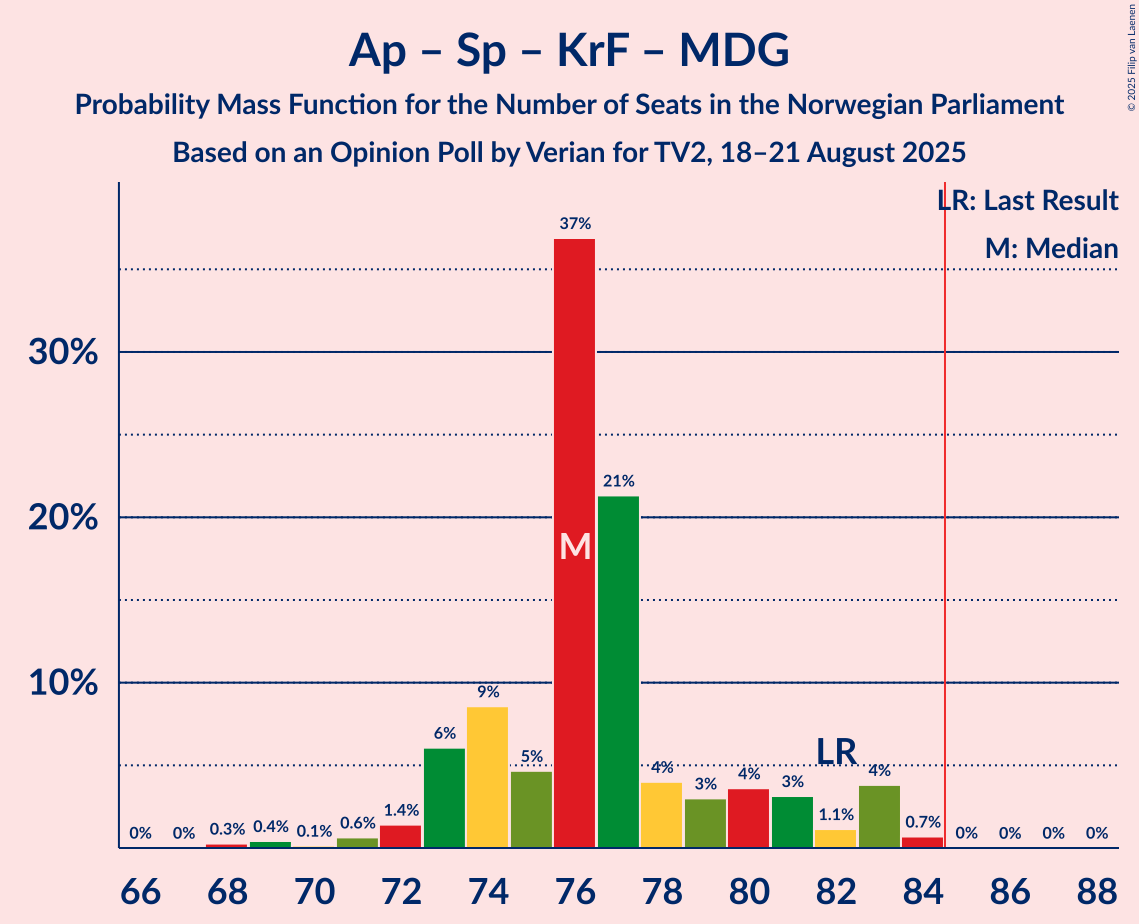 Ap – Sp – KrF – MDG
Probability Mass Function for the Number of Seats in the Norwegian Parliament
Based on an Opinion Poll by Verian for TV2, 18–21 August 2025
© 2025 Filip van Laenen
LR: Last Result
M: Median
37%
30%
21%
20%
M
10%
9%
6%
5%
LR
4%
3%
4%
3%
4%
1.4%
1.1%
0%
0%
0.3%
0.4%
0.1%
0.6%
0.7%
0%
0%
0%
0%
66 68 70 72 74 76 78 80 82 84 86 88